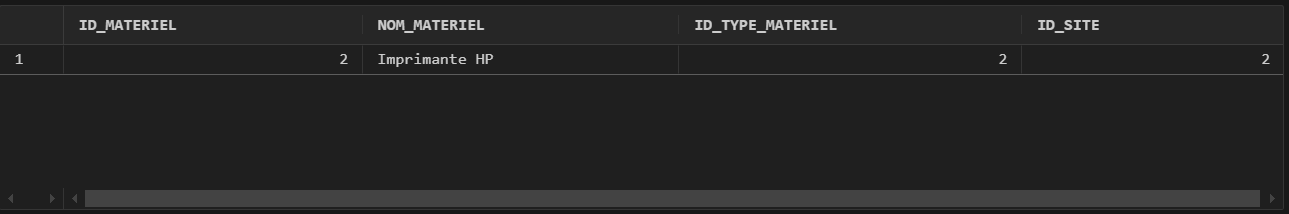 ID_MATERIEL NOM_MATERIEL ID_TYPE_MATERIEL ID_SITE
1 2 Imprimante HP 2 2